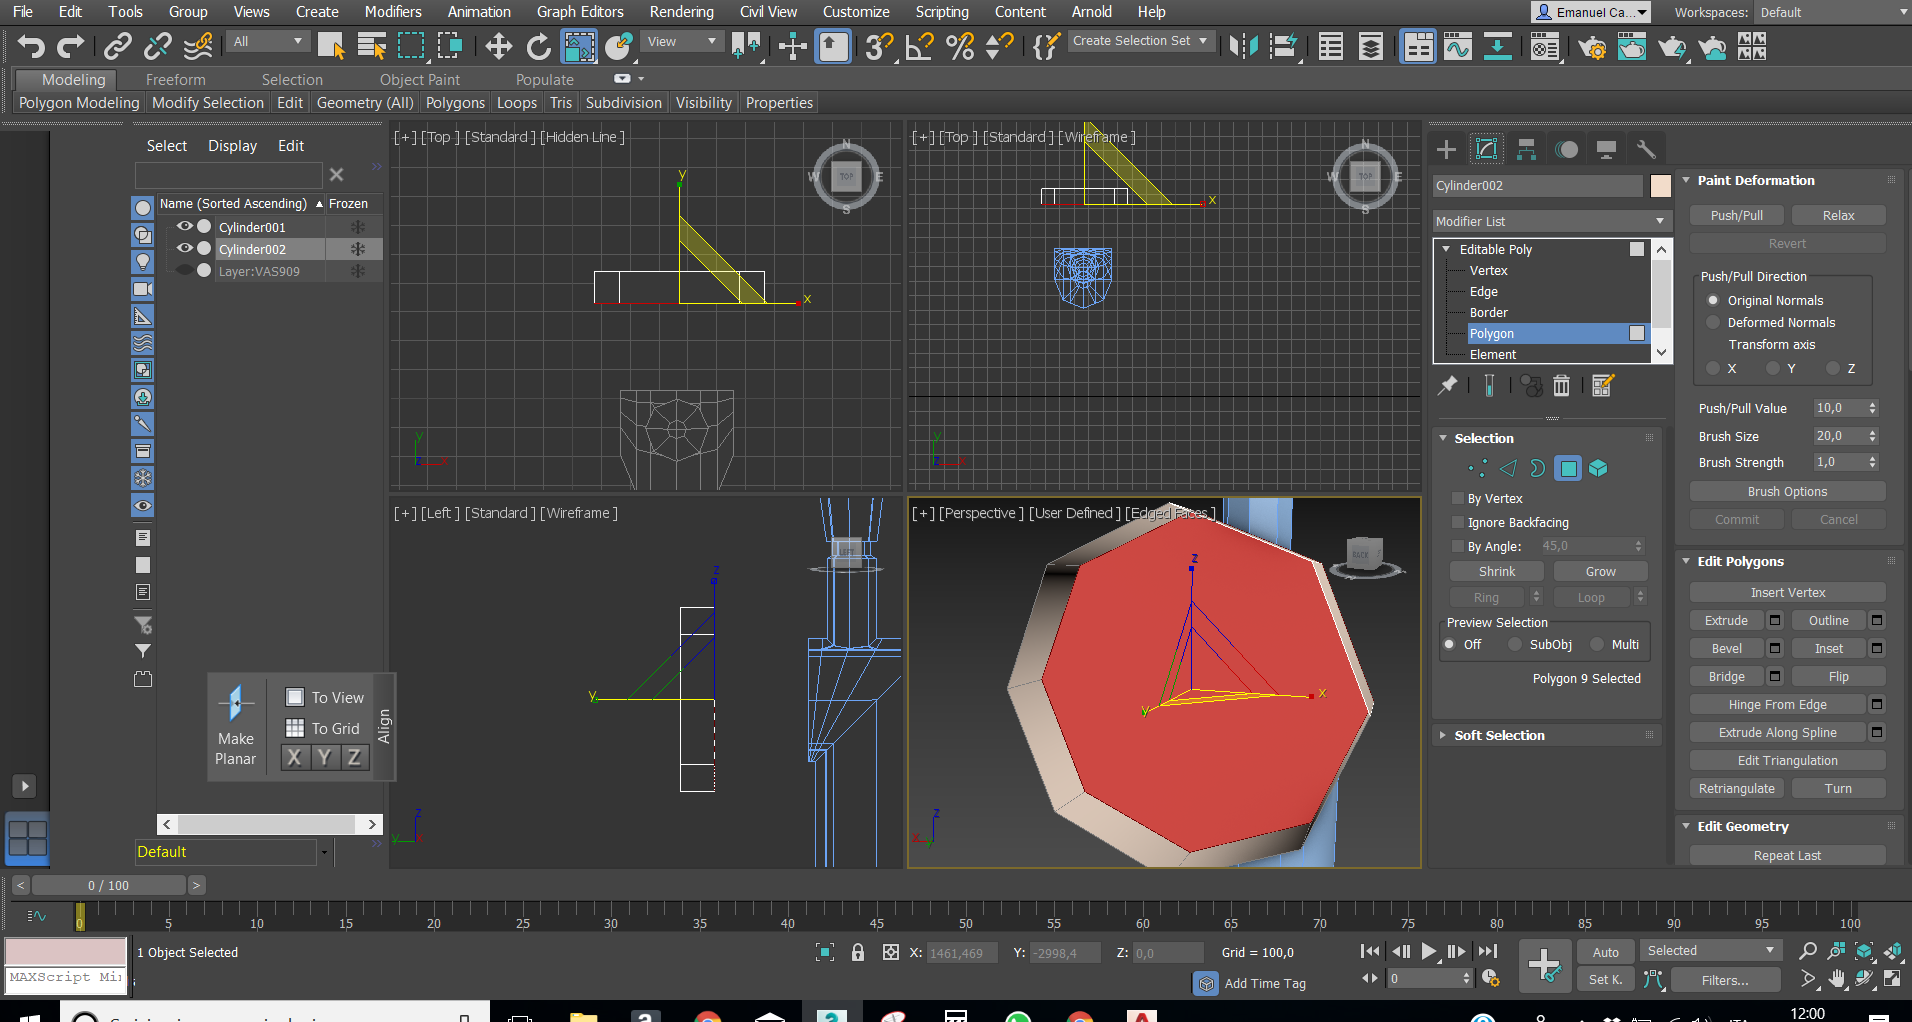 File Edit Tools Group Views Create Modifiers Animation Graph Editors Rendering Civil View Customize Scripting Content Arnold Help Emanuel Ca... Workspaces: Default
All View 3 Create Selection Set
Modeling Freeform Selection Object Paint Populate
Polygon Modeling Modify Selection Edit Geometry (All) Polygons Loops Tris Subdivision Visibility Properties
Select Display Edit
Name (Sorted Ascending) Frozen
Cylinder001
Cylinder002
Layer:VAS909
Make Planar
To View
To Grid
X Y Z
Align
Default
[+] [Top ] [Standard ] [Hidden Line ]
N
W TOP E
S
y
x
y
z x
[+] [Top ] [Standard ] [Wireframe ]
N
W TOP E
S
x
y
z x
[+] [Left ] [Standard ] [Wireframe ]
LEFT
z
y
z
y x
[+] [Perspective ] [User Defined ] [Edged Faces ]
BACK
z
x
y
z
x y
Cylinder002
Modifier List
Editable Poly
Vertex
Edge
Border
Polygon
Element
Selection
By Vertex
Ignore Backfacing
By Angle: 45,0
Shrink Grow
Ring Loop
Preview Selection
Off SubObj Multi
Polygon 9 Selected
Soft Selection
Paint Deformation
Push/Pull Relax
Revert
Push/Pull Direction
Original Normals
Deformed Normals
Transform axis
X Y Z
Push/Pull Value 10,0
Brush Size 20,0
Brush Strength 1,0
Brush Options
Commit Cancel
Edit Polygons
Insert Vertex
Extrude Outline
Bevel Inset
Bridge Flip
Hinge From Edge
Extrude Along Spline
Edit Triangulation
Retriangulate Turn
Edit Geometry
Repeat Last
< 0 / 100 >
0 5 10 15 20 25 30 35 40 45 50 55 60 65 70 75 80 85 90 95 100
1 Object Selected X: 1461,469 Y: -2998,4 Z: 0,0 Grid = 100,0 Auto Selected
MAXScript Mi
Add Time Tag 0 Set K. Filters...
12:00